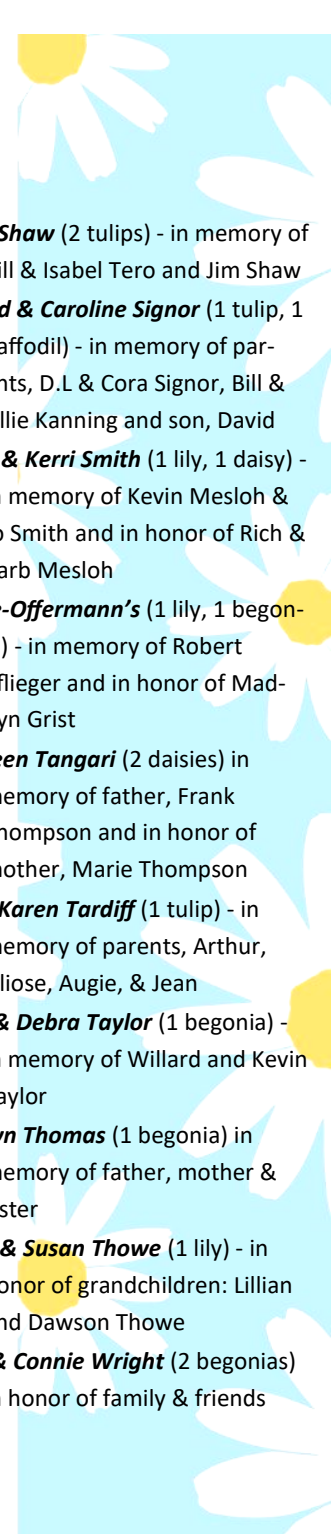 Shaw (2 tulips) - in memory of
ill & Isabel Tero and Jim Shaw
d & Caroline Signor (1 tulip, 1
affodil) - in memory of par-
nts, D.L & Cora Signor, Bill &
llie Kanning and son, David
& Kerri Smith (1 lily, 1 daisy) -
memory of Kevin Mesloh &
o Smith and in honor of Rich &
arb Mesloh
e-Offermann's (1 lily, 1 begon-
) - in memory of Robert
flieger and in honor of Mad-
yn Grist
een Tangari (2 daisies) in
nemory of father, Frank
hompson and in honor of
nother, Marie Thompson
Karen Tardiff (1 tulip) - in
nemory of parents, Arthur,
liose, Augie, & Jean
& Debra Taylor (1 begonia) -
memory of Willard and Kevin
aylor
yn Thomas (1 begonia) in
nemory of father, mother &
ster
& Susan Thowe (1 lily) - in
onor of grandchildren: Lillian
nd Dawson Thowe
& Connie Wright (2 begonias)
honor of family & friends